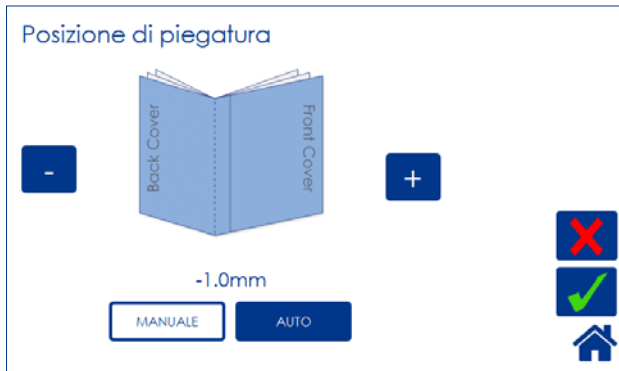 Posizione di piegatura
Back Cover
Front Cover
-
+
-1.0mm
MANUALE
AUTO